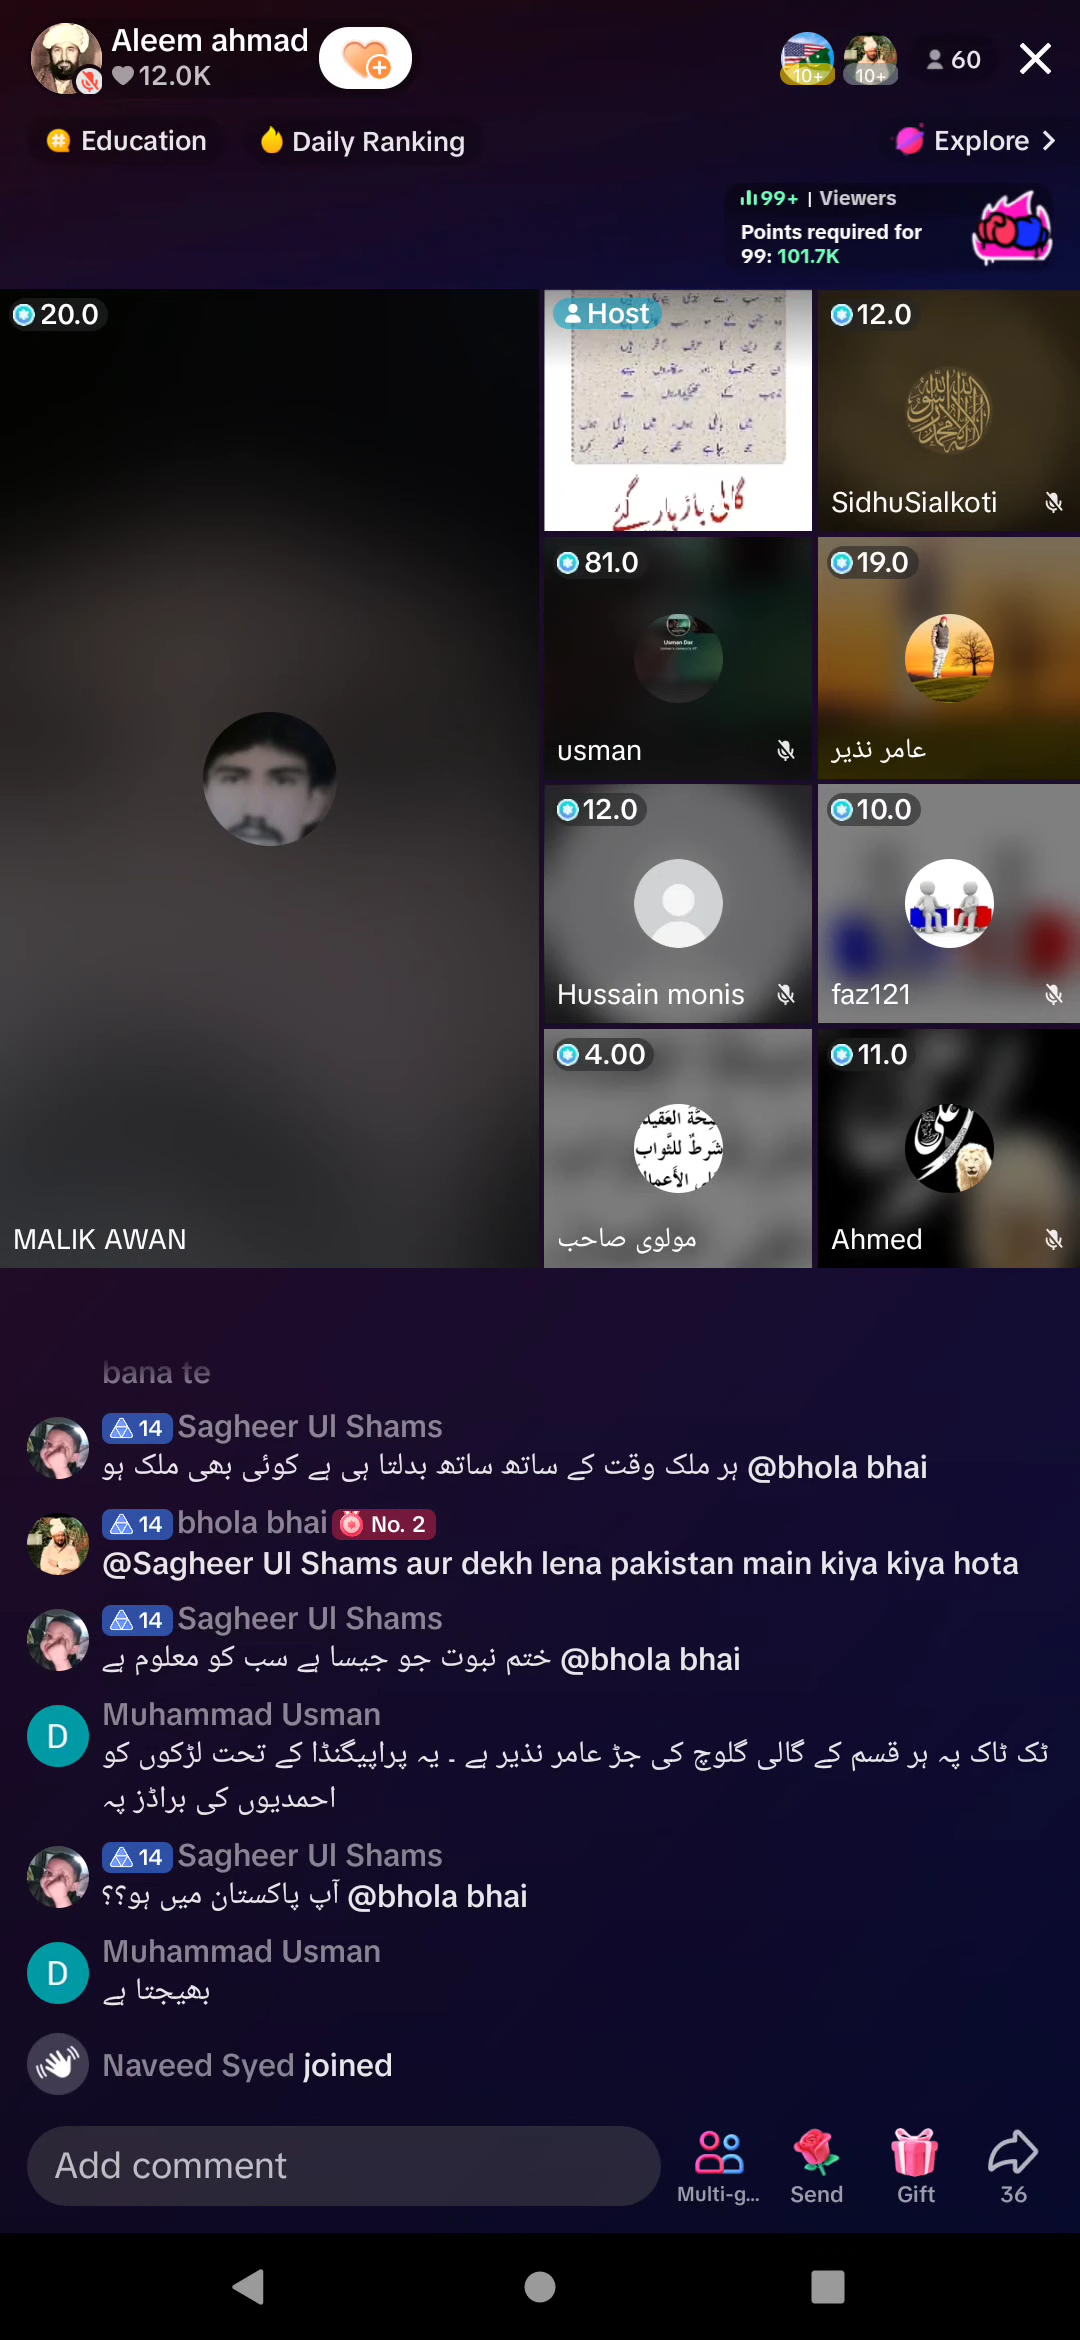 Aleem ahmad
12.0K
10+
10+
60
Education
Daily Ranking
Explore
99+ | Viewers
Points required for
99: 101.7K
20.0
MALIK AWAN
Host
12.0
SidhuSialkoti
81.0
Usman Dar
usman
19.0
عامر نذیر
12.0
Hussain monis
10.0
faz121
4.00
شرطٌ للثَّواب
مولوی صاحب
11.0
Ahmed
bana te
14 Sagheer Ul Shams
@bhola bhai ہر ملک وقت کے ساتھ ساتھ بدلتا ہی ہے کوئی بھی ملک ہو
14 bhola bhai No. 2
@Sagheer Ul Shams aur dekh lena pakistan main kiya kiya hota
14 Sagheer Ul Shams
@bhola bhai ختم نبوت جو جیسا ہے سب کو معلوم ہے
Muhammad Usman
ٹک ٹاک پہ ہر قسم کے گالی گلوچ کی جڑ عامر نذیر ہے ۔ یہ پراپیگنڈا کے تحت لڑکوں کو
احمدیوں کی براڈز پہ
14 Sagheer Ul Shams
@bhola bhai آپ پاکستان میں ہو؟؟
D
Muhammad Usman
بھیجتا ہے
D
Naveed Syed joined
Add comment
Multi-g...
Send
Gift
36